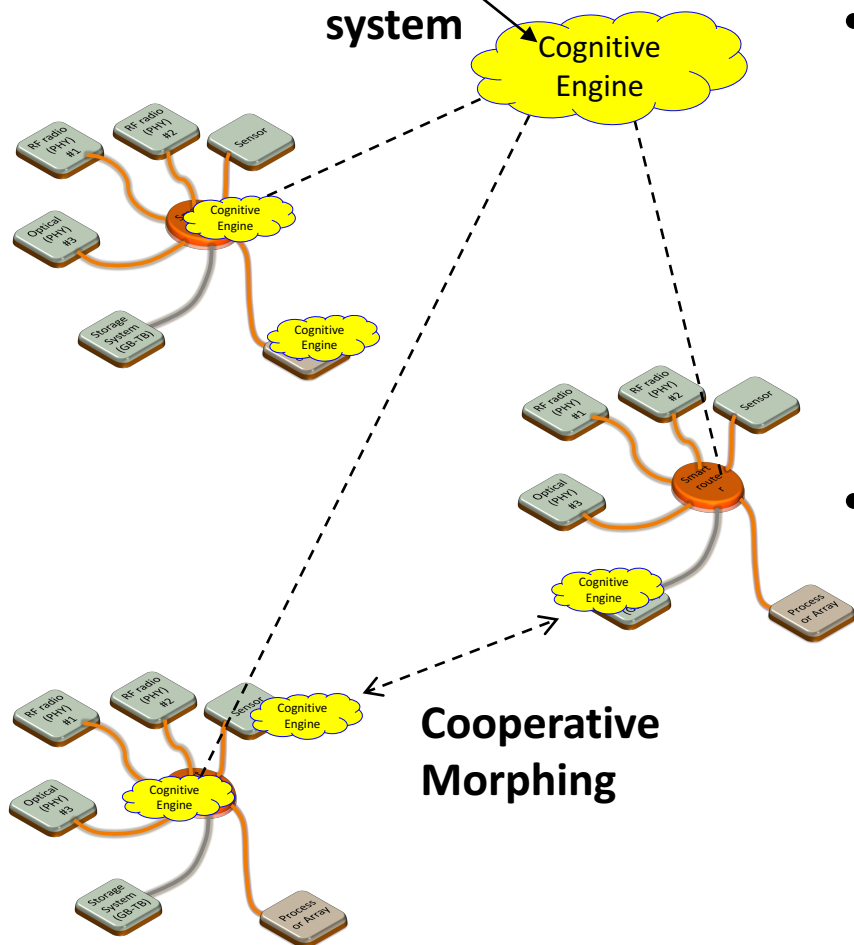 system
Cognitive
Engine
RF radio
(PHY)
#1
RF radio
(PHY)
#2
Sensor
Optical
(PHY)
#3
Cognitive
Engine
Storage
System
(GB-TB)
Cognitive
Engine
RF radio
(PHY)
#1
RF radio
(PHY)
#2
Sensor
Optical
(PHY)
#3
Smart
route
r
Cognitive
Engine
Process
or Array
RF radio
(PHY)
#1
RF radio
(PHY)
#2
Sensor
Cognitive
Engine
Optical
(PHY)
#3
Cognitive
Engine
Storage
System
(GB-TB)
Process
or Array
Cooperative
Morphing